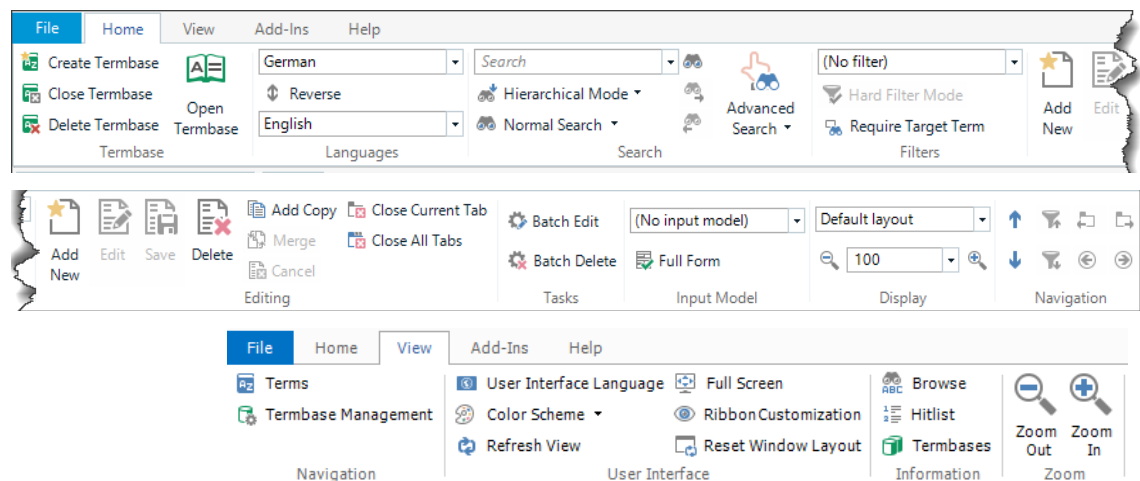 File Home View Add-Ins Help
Create Termbase German Search (No filter)
Close Termbase Reverse Hierarchical Mode Hard Filter Mode
Open Advanced Add Edit
Delete Termbase Termbase English Normal Search Search Require Target Term New
Termbase Languages Search Filters
Add Copy Close Current Tab Batch Edit (No input model) Default layout
Add Edit Save Delete Merge Close All Tabs
New Cancel Batch Delete Full Form 100
Editing Tasks Input Model Display Navigation
File Home View Add-Ins Help
Terms User Interface Language Full Screen Browse
Termbase Management Color Scheme Ribbon Customization Hitlist
Zoom Zoom
Refresh View Reset Window Layout Termbases Out In
Navigation User Interface Information Zoom